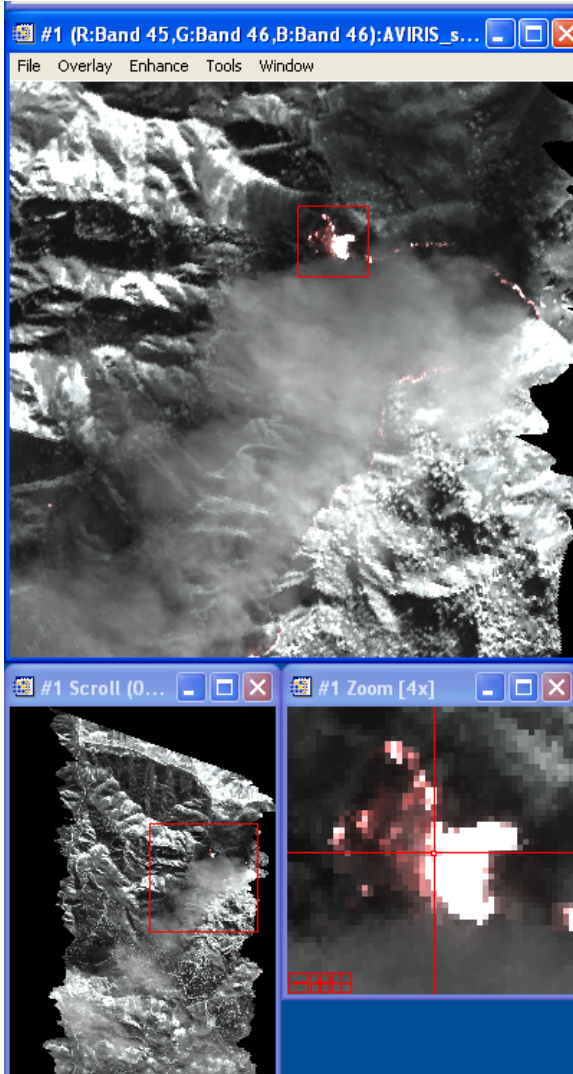 #1 (R:Band 45,G:Band 46,B:Band 46):AVIRIS_s...
File Overlay Enhance Tools Window
#1 Scroll (0....
#1 Zoom [4x]